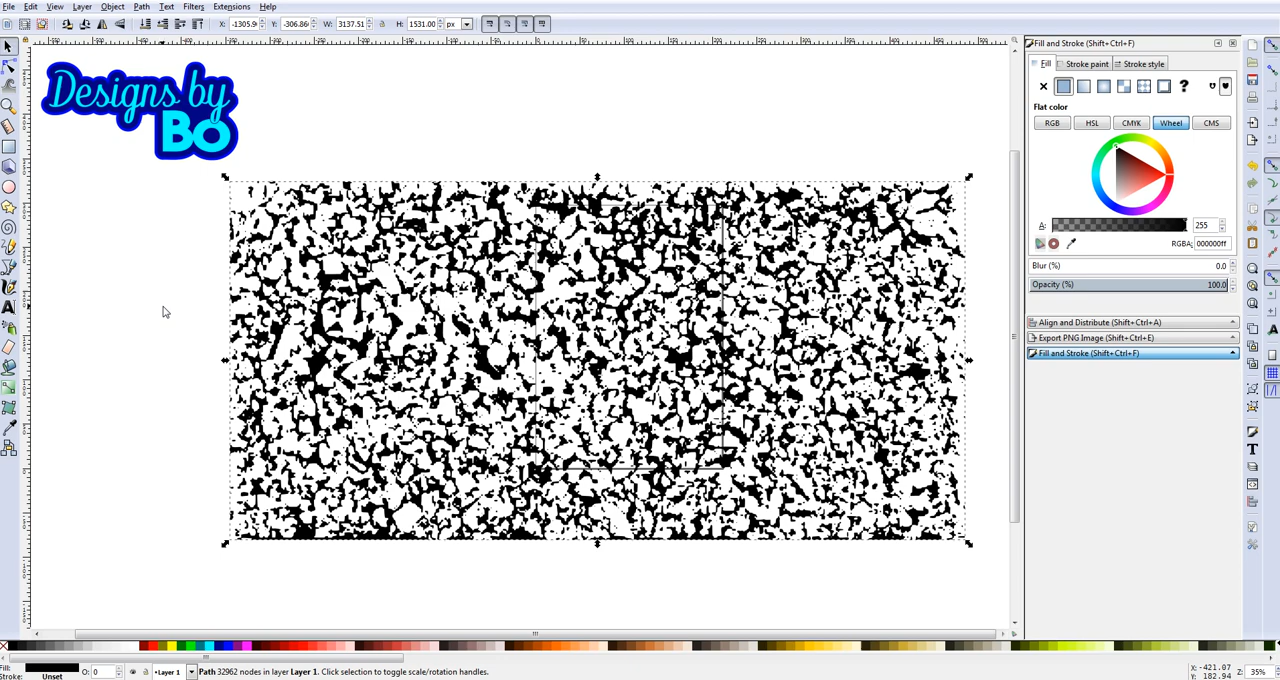 File Edit View Layer Object Path Text Filters Extensions Help
X: -1305.9 Y: -306.86 W: 3137.51 H: 1531.00 px
Designs by
Bo
Fill and Stroke (Shift+Ctrl+F)
Fill Stroke paint Stroke style
Flat color
RGB HSL CMYK Wheel CMS
A: 255
RGBA: 000000ff
Blur (%) 0.0
Opacity (%) 100.0
Align and Distribute (Shift+Ctrl+A)
Export PNG Image (Shift+Ctrl+E)
Fill and Stroke (Shift+Ctrl+F)
Fill:
Stroke: Unset
O: 0
Layer 1
Path 32962 nodes in layer Layer 1. Click selection to toggle scale/rotation handles.
X: -421.07
Y: 182.94
Z: 35%